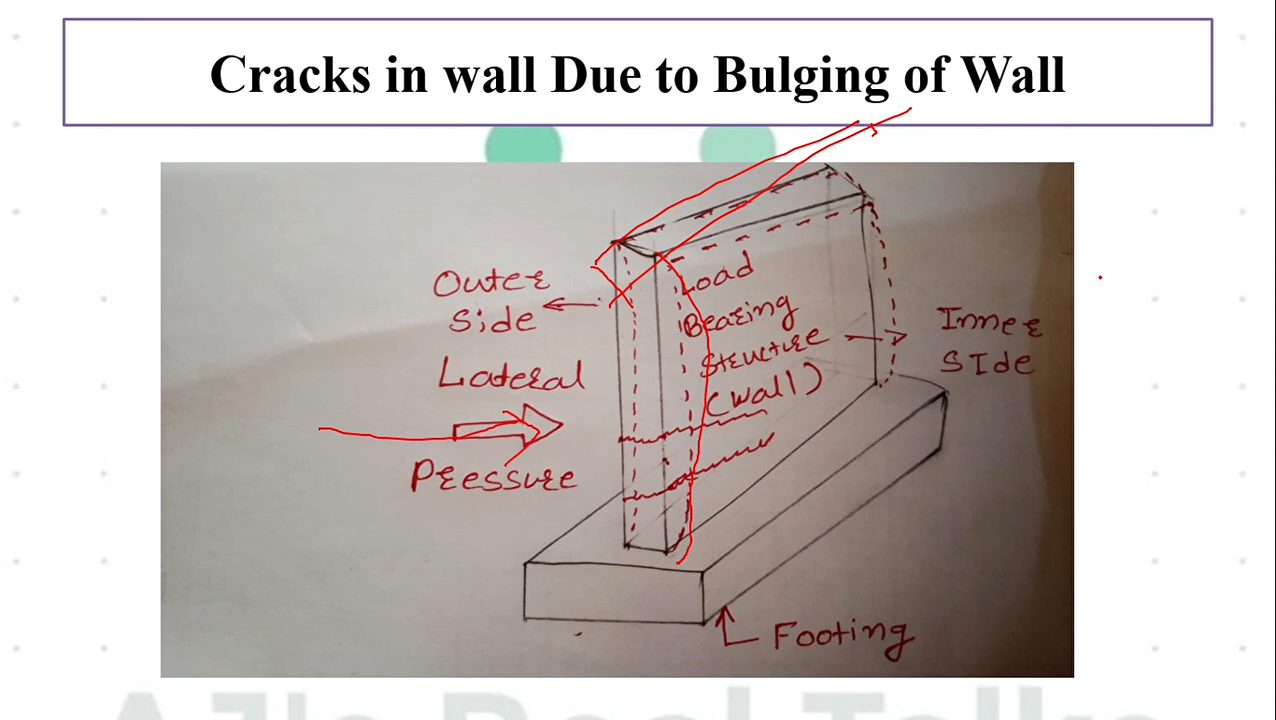 Cracks in wall Due to Bulging of Wall
Outer
Side
Lateral
Pressure
Load
Bearing
Structure
(Wall)
Inner
SIde
Footing